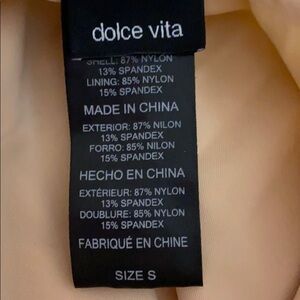 dolce vita
SHELL: 87% NYLON
13% SPANDEX
LINING: 85% NYLON
15% SPANDEX
MADE IN CHINA
EXTERIOR: 87% NILON
13% SPANDEX
FORRO: 85% NILON
15% SPANDEX
HECHO EN CHINA
EXTÉRIEUR: 87% NYLON
13% SPANDEX
DOUBLURE: 85% NYLON
15% SPANDEX
FABRIQUÉ EN CHINE
SIZE S